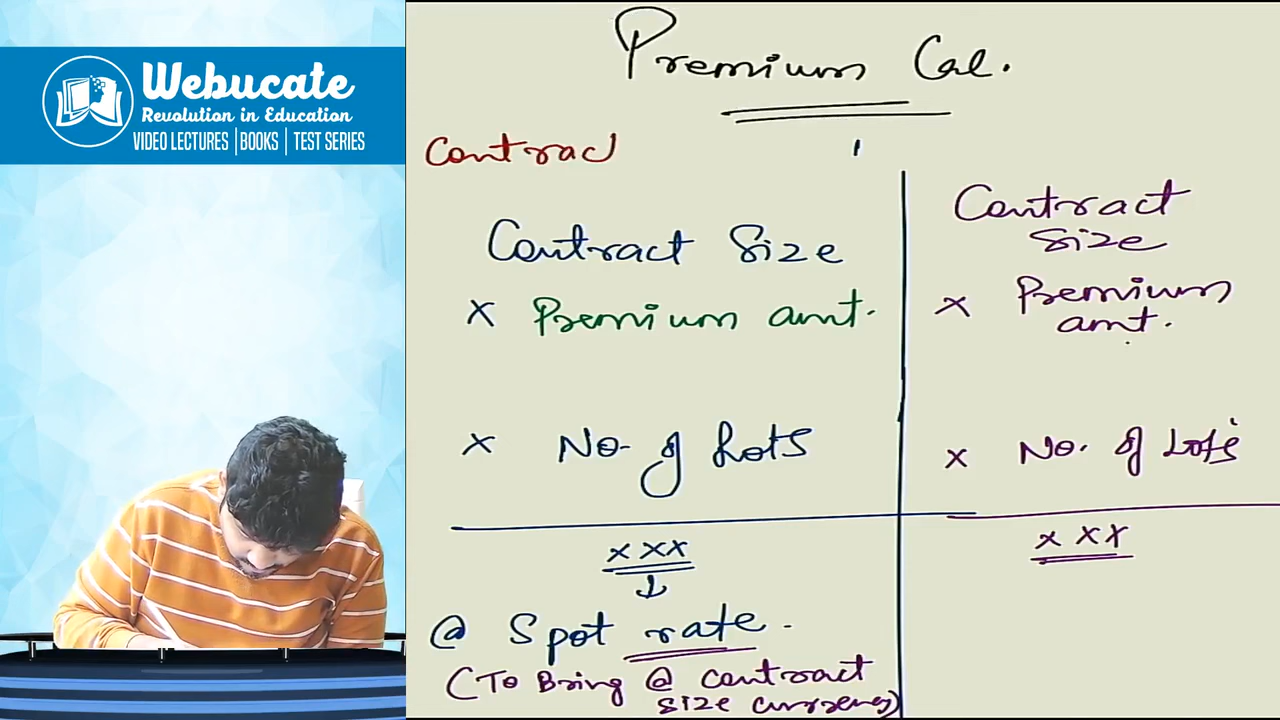 Webucate
Revolution in Education
VIDEO LECTURES | BOOKS | TEST SERIES
Premium Cal.
Contrac
Contract Size
x Premium amt.
x No. of Lots
xxx
@ Spot rate.
(To Bring @ contract
size currency)
Contract
Size
x Premium
amt.
x No. of Lots
xxx